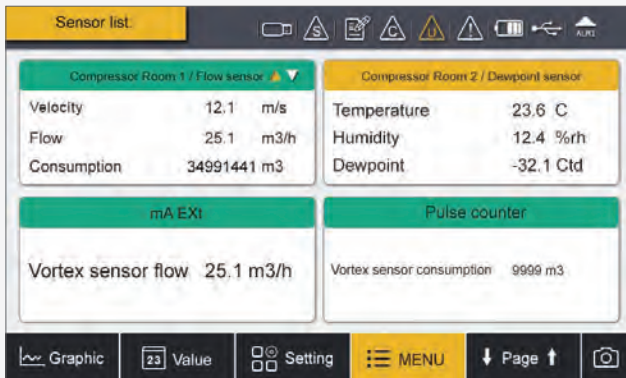 Sensor list
S C U ! ALM1
Compressor Room 1 / Flow sensor
Velocity 12.1 m/s
Flow 25.1 m3/h
Consumption 34991441 m3
Compressor Room 2 / Dewpoint sensor
Temperature 23.6 C
Humidity 12.4 %rh
Dewpoint -32.1 Ctd
mA EXt
Vortex sensor flow 25.1 m3/h
Pulse counter
Vortex sensor consumption 9999 m3
Graphic 23 Value Setting MENU Page